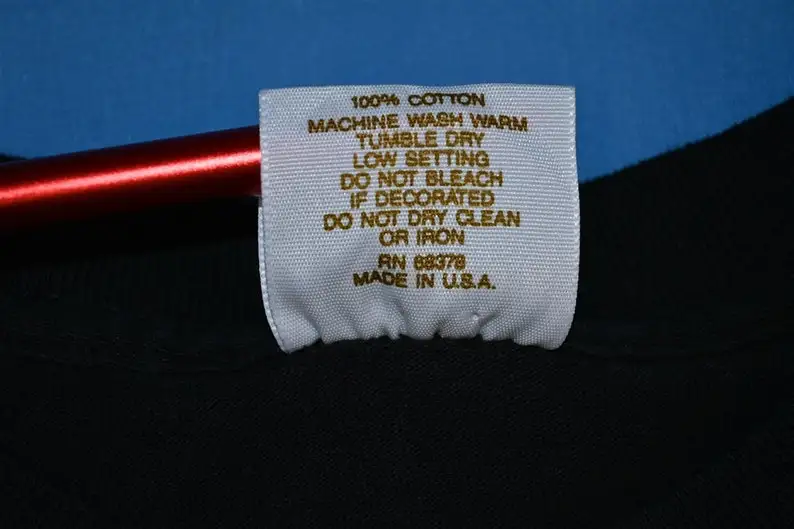 100% COTTON
MACHINE WASH WARM
TUMBLE DRY
LOW SETTING
DO NOT BLEACH
IF DECORATED
DO NOT DRY CLEAN
OR IRON
RN 68378
MADE IN U.S.A.